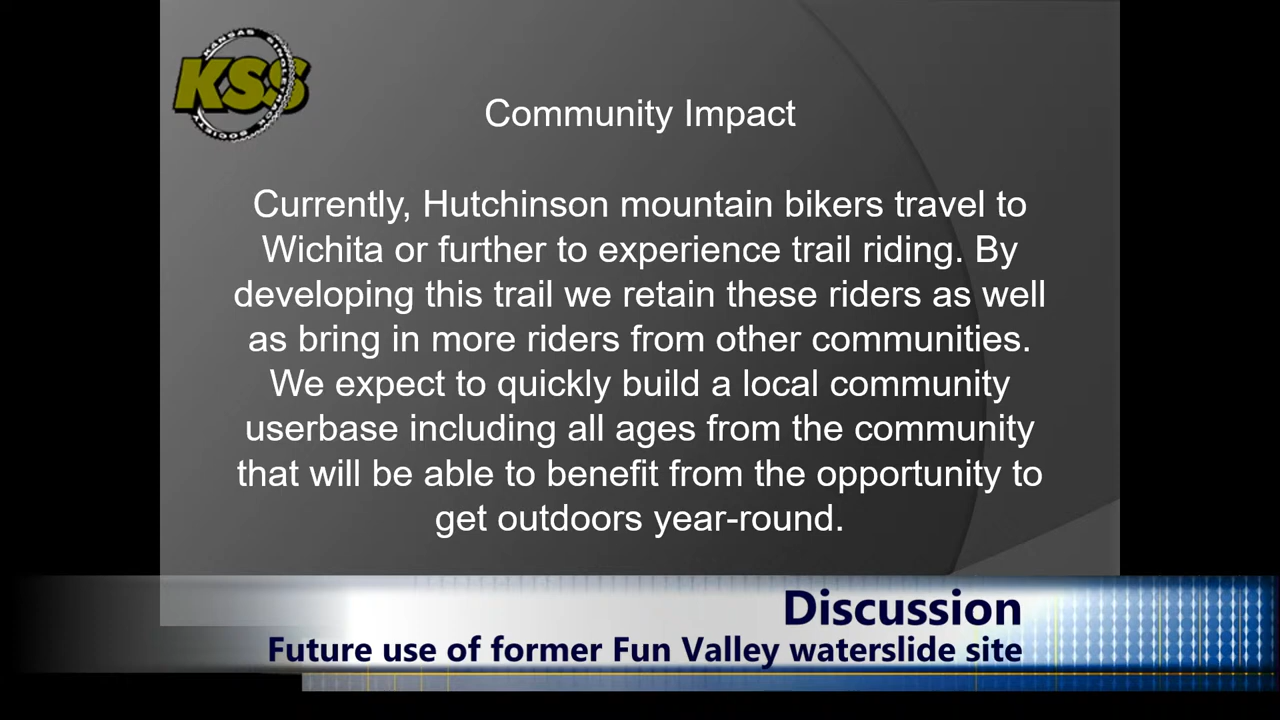 KANSAS SINGLETRACK SOCIETY
KSS
Community Impact
Currently, Hutchinson mountain bikers travel to
Wichita or further to experience trail riding. By
developing this trail we retain these riders as well
as bring in more riders from other communities.
We expect to quickly build a local community
userbase including all ages from the community
that will be able to benefit from the opportunity to
get outdoors year-round.
Discussion
Future use of former Fun Valley waterslide site